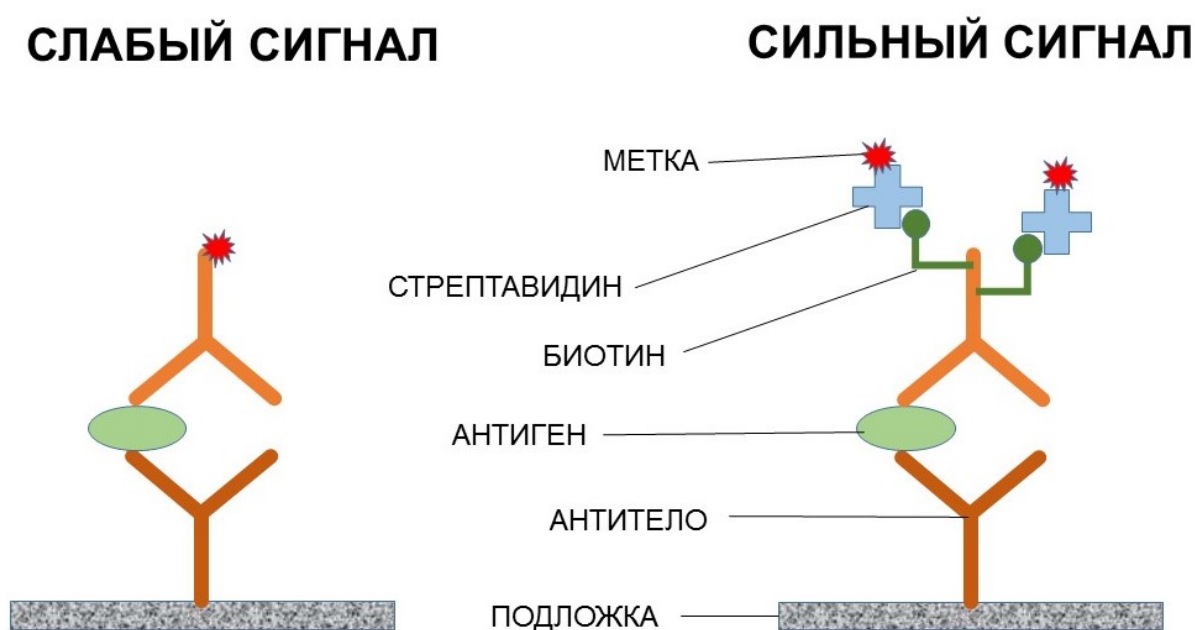 СЛАБЫЙ СИГНАЛ
СИЛЬНЫЙ СИГНАЛ
МЕТКА
СТРЕПТАВИДИН
БИОТИН
АНТИГЕН
АНТИТЕЛО
ПОДЛОЖКА